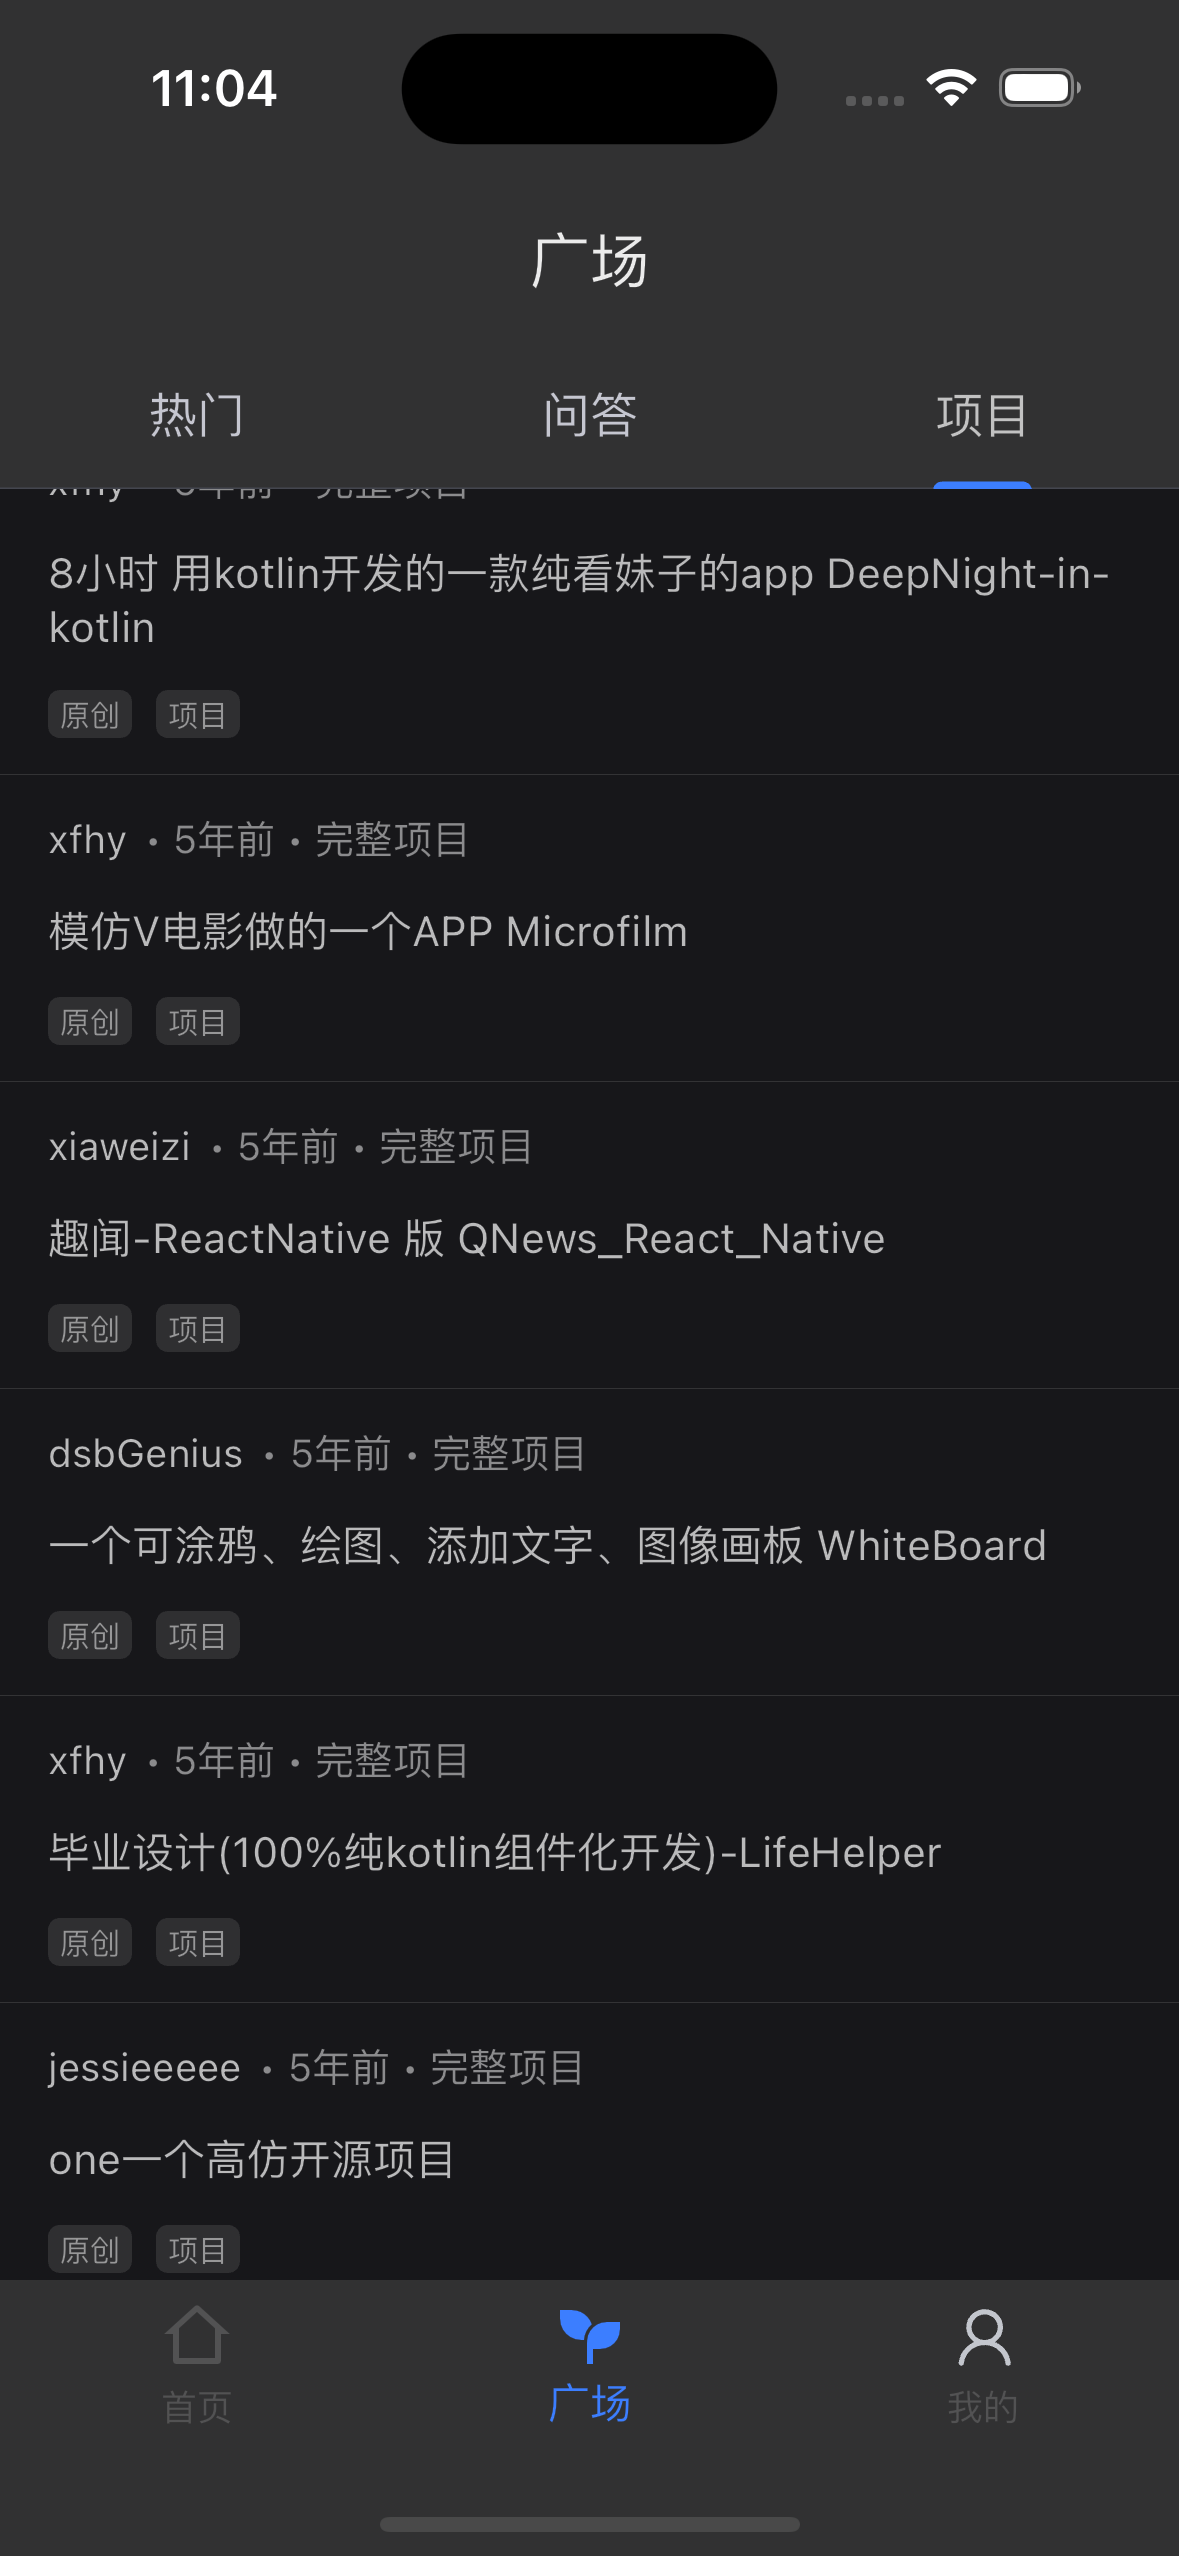 11:04
广场
热门 问答 项目
8小时 用kotlin开发的一款纯看妹子的app DeepNight-in-
kotlin
原创 项目
xfhy • 5年前 • 完整项目
模仿V电影做的一个APP Microfilm
原创 项目
xiaweizi • 5年前 • 完整项目
趣闻-ReactNative 版 QNews_React_Native
原创 项目
dsbGenius • 5年前 • 完整项目
一个可涂鸦、绘图、添加文字、图像画板 WhiteBoard
原创 项目
xfhy • 5年前 • 完整项目
毕业设计(100%纯kotlin组件化开发)-LifeHelper
原创 项目
jessieeeee • 5年前 • 完整项目
one一个高仿开源项目
原创 项目
首页 广场 我的